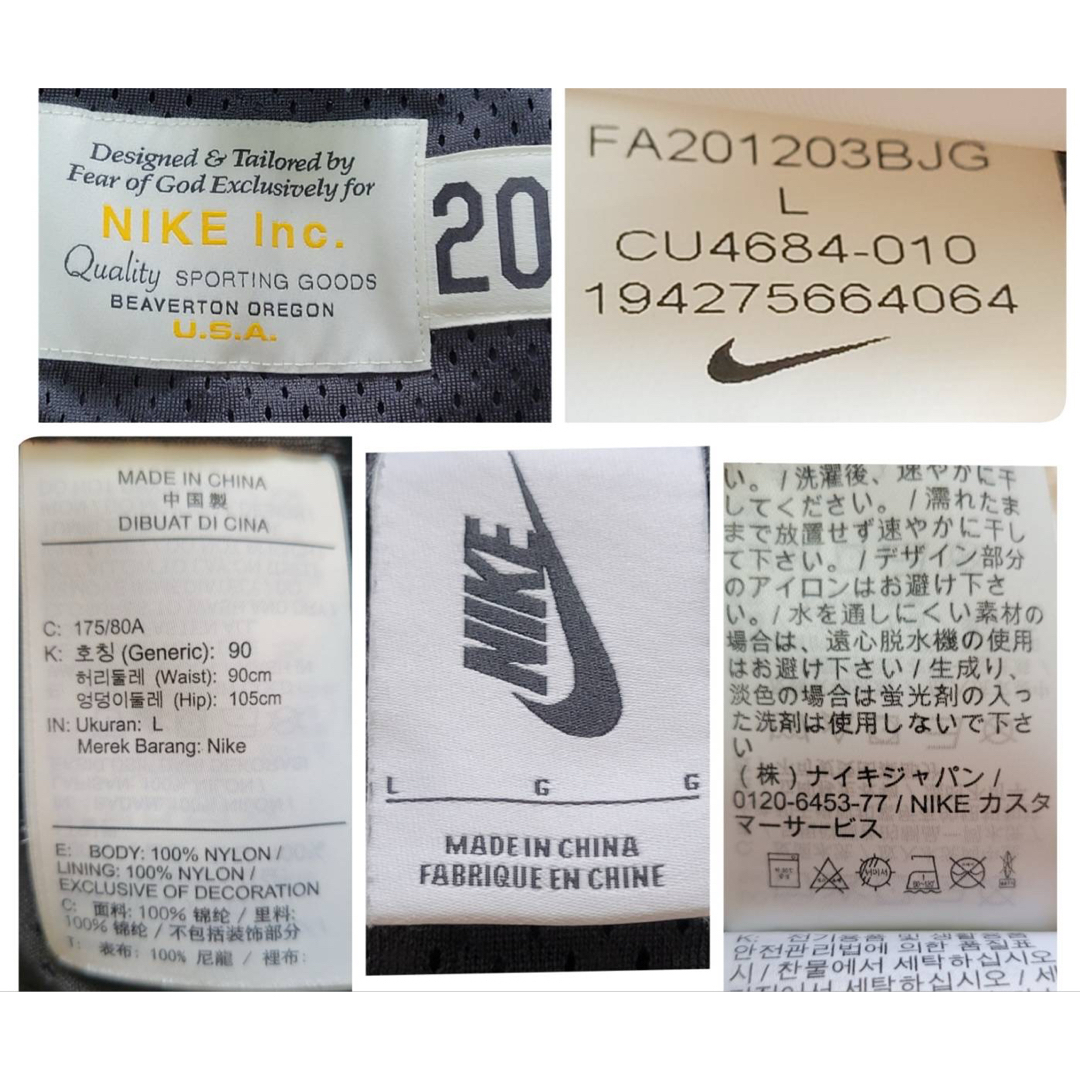 Designed & Tailored by
Fear of God Exclusively for
NIKE Inc.
Quality SPORTING GOODS
BEAVERTON OREGON
U.S.A.
20
FA201203BJG
L
CU4684-010
194275664064
MADE IN CHINA
中国製
DIBUAT DI CINA
C: 175/80A
K: 호칭 (Generic): 90
허리둘레 (Waist): 90cm
엉덩이둘레 (Hip): 105cm
IN: Ukuran: L
Merek Barang: Nike
E: BODY: 100% NYLON /
LINING: 100% NYLON /
EXCLUSIVE OF DECORATION
C: 面料: 100% 锦纶 / 里料:
100% 锦纶 / 不包括装饰部分
T: 表布: 100% 尼龍 / 裡布:
NIKE
L G G
MADE IN CHINA
FABRIQUE EN CHINE
い。/ 洗濯後、速やかに干
してください。/ 濡れたま
まで放置せず速やかに干し
て下さい。/ デザイン部分
のアイロンはお避け下さ
い。/ 水を通しにくい素材の
場合は、遠心脱水機の使用
はお避け下さい / 生成り、
淡色の場合は蛍光剤の入っ
た洗剤は使用しないで下さ
い
(株) ナイキジャパン /
0120-6453-77 / NIKE カスタ
マーサービス
안전관리법에 의한 품질표
시 / 찬물에서 세탁하십시오
세탁하십시오 / 세